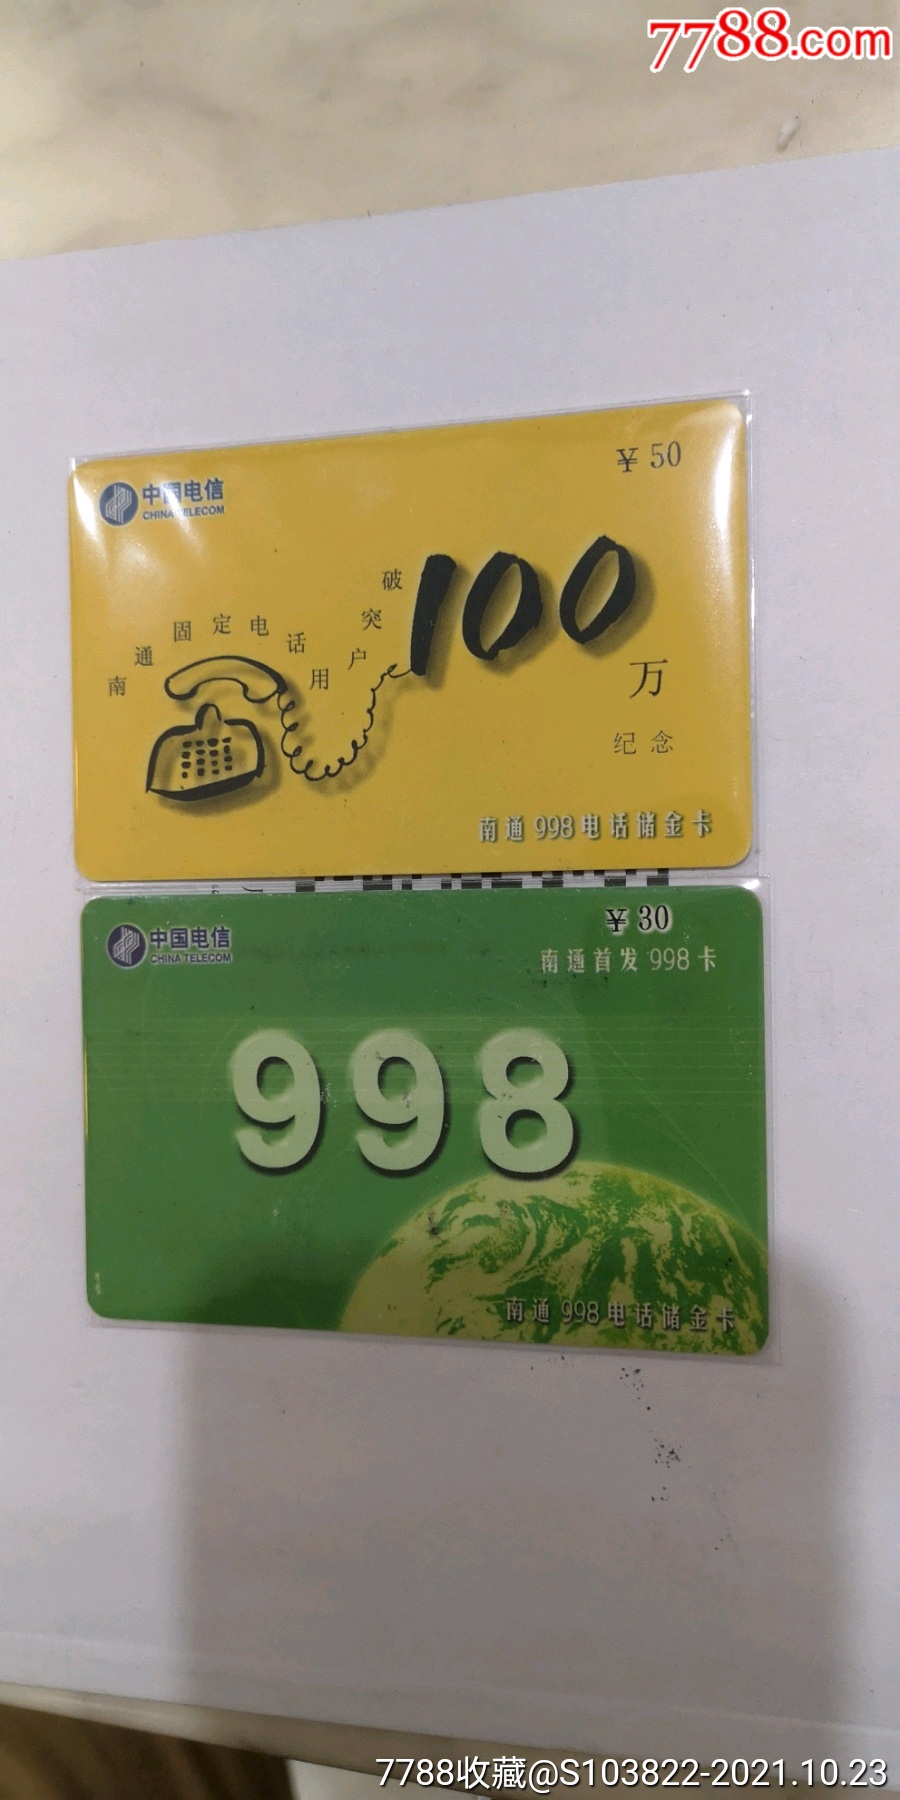 7788.com
¥ 50
中国电信
CHINA TELECOM
南通固定电话用户突破100
万
纪念
南通998电话储金卡
¥ 30
中国电信
CHINA TELECOM
南通首发998卡
998
南通998电话储金卡
7788收藏@S103822-2021.10.23